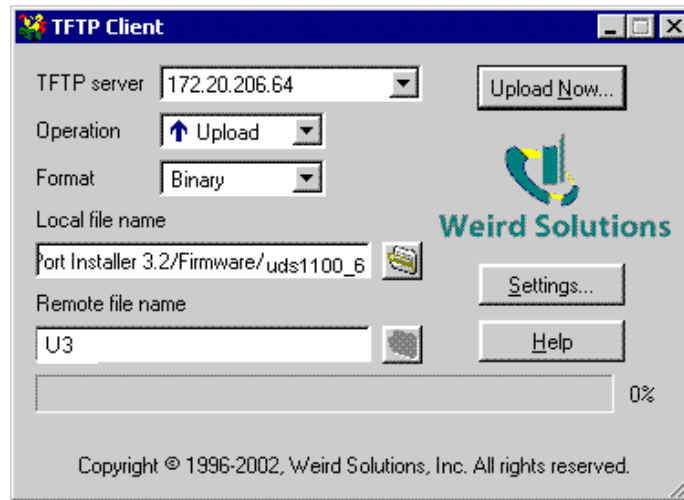 TFTP Client
TFTP server 172.20.206.64 Upload Now...
Operation Upload
Format Binary
Weird Solutions
Local file name
Port Installer 3.2/Firmware/uds1100_6
Settings...
Remote file name
U3 Help
0%
Copyright © 1996-2002, Weird Solutions, Inc. All rights reserved.